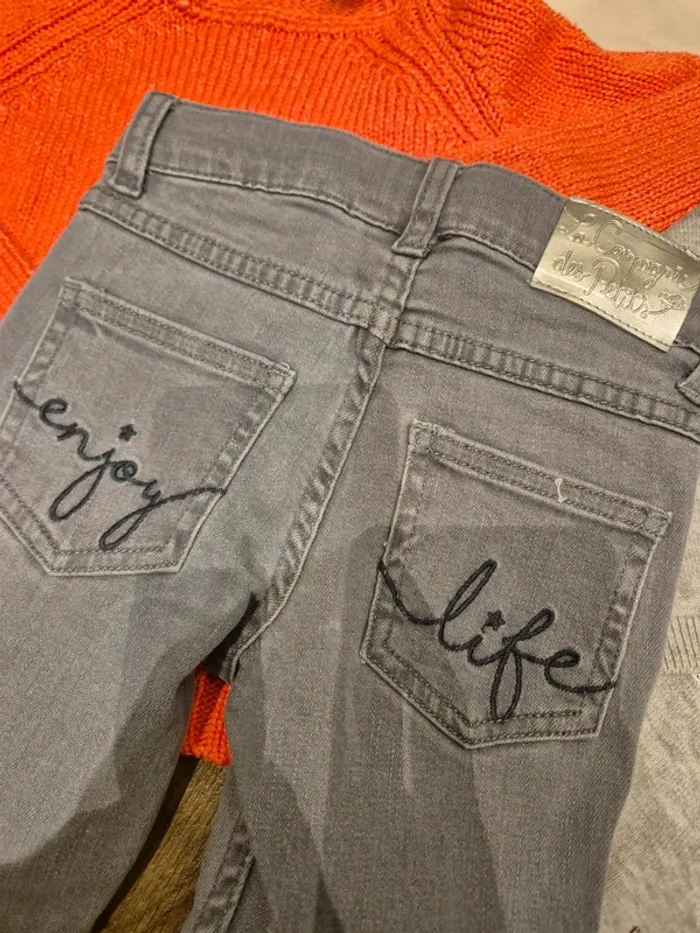 enjoy
life
La Compagnie
des Petits